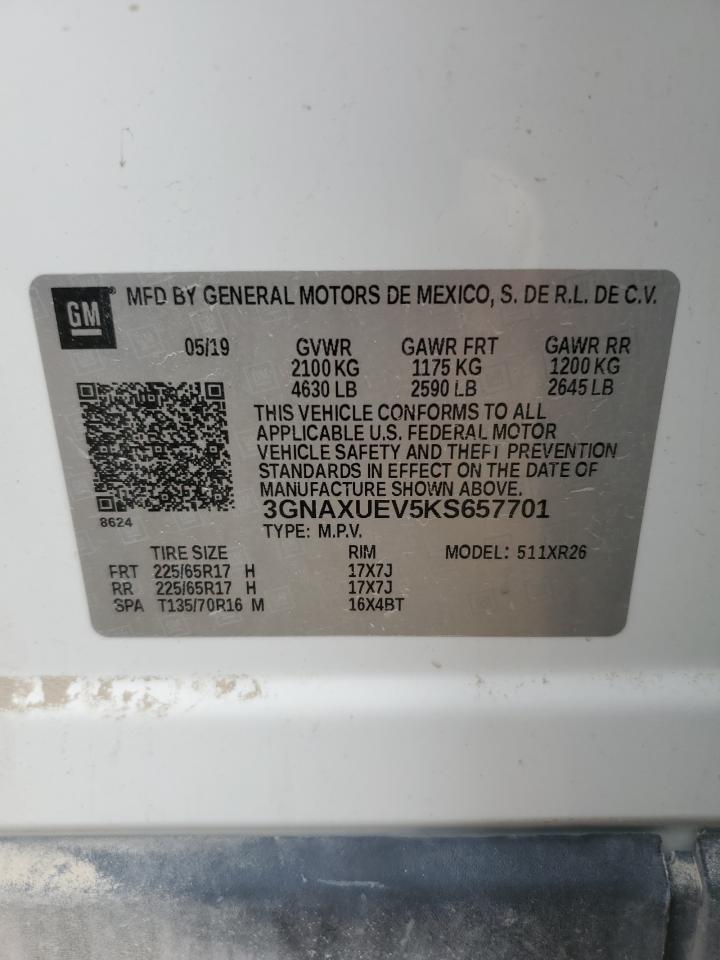 GM® MFD BY GENERAL MOTORS DE MEXICO, S. DE R.L. DE C.V.
05/19 GVWR GAWR FRT GAWR RR
2100 KG 1175 KG 1200 KG
4630 LB 2590 LB 2645 LB
THIS VEHICLE CONFORMS TO ALL
APPLICABLE U.S. FEDERAL MOTOR
VEHICLE SAFETY AND THEFT PREVENTION
STANDARDS IN EFFECT ON THE DATE OF
MANUFACTURE SHOWN ABOVE.
3GNAXUEV5KS657701
8624
TYPE: M.P.V.
TIRE SIZE RIM MODEL: 511XR26
FRT 225/65R17 H 17X7J
RR 225/65R17 H 17X7J
SPA T135/70R16 M 16X4BT